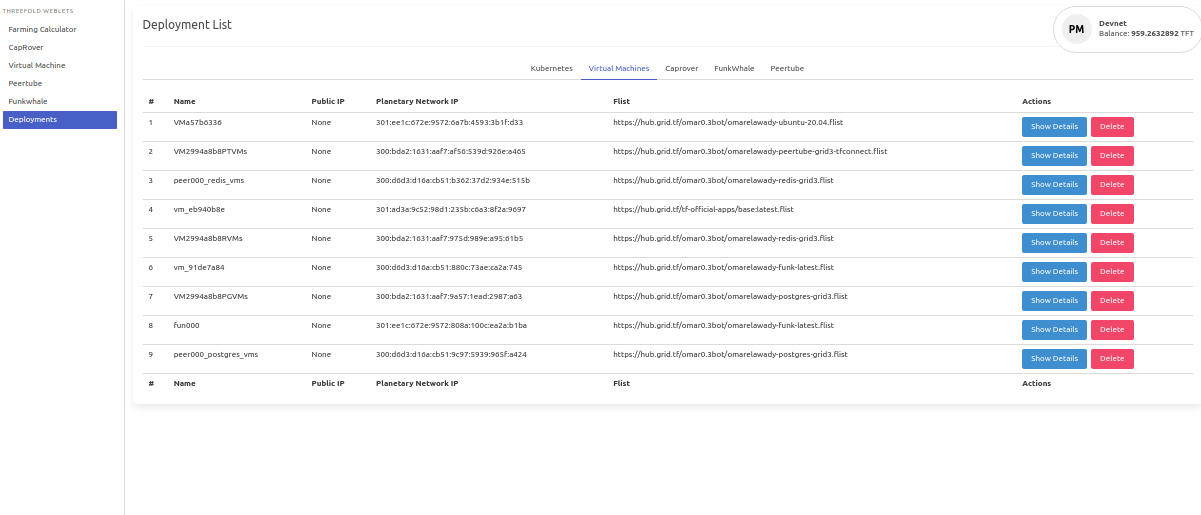 THREEFOLD WEBLETS
Farming Calculator
CapRover
Virtual Machine
Peertube
Funkwhale
Deployments
Deployment List
PM
Devnet
Balance: 959.2632892 TFT
Kubernetes Virtual Machines Caprover FunkWhale Peertube
# Name Public IP Planetary Network IP Flist Actions
1 VMa57b6336 None 301:ee1c:672e:9572:6a7b:4593:3b1f:d33 https://hub.grid.tf/omar0.3bot/omarelawady-ubuntu-20.04.flist Show Details Delete
2 VM2994a8b8PTVMs None 300:bda2:1631:aaf7:af56:539d:926e:a465 https://hub.grid.tf/omar0.3bot/omarelawady-peertube-grid3-tfconnect.flist Show Details Delete
3 peer000_redis_vms None 300:d6d3:d16a:cb51:b362:37d2:934e:515b https://hub.grid.tf/omar0.3bot/omarelawady-redis-grid3.flist Show Details Delete
4 vm_eb940b8e None 301:ad3a:9c52:98d1:235b:c6a3:8f2a:9697 https://hub.grid.tf/tf-official-apps/base:latest.flist Show Details Delete
5 VM2994a8b8RVMs None 300:bda2:1631:aaf7:975d:989e:a95:61b5 https://hub.grid.tf/omar0.3bot/omarelawady-redis-grid3.flist Show Details Delete
6 vm_91de7a84 None 300:d6d3:d16a:cb51:880c:73ae:ca2a:745 https://hub.grid.tf/omar0.3bot/omarelawady-funk-latest.flist Show Details Delete
7 VM2994a8b8PGVMs None 300:bda2:1631:aaf7:9a57:1ead:2987:a63 https://hub.grid.tf/omar0.3bot/omarelawady-postgres-grid3.flist Show Details Delete
8 fun000 None 301:ee1c:672e:9572:808a:100c:ea2a:b1ba https://hub.grid.tf/omar0.3bot/omarelawady-funk-latest.flist Show Details Delete
9 peer000_postgres_vms None 300:d6d3:d16a:cb51:9c97:5939:965f:a424 https://hub.grid.tf/omar0.3bot/omarelawady-postgres-grid3.flist Show Details Delete
# Name Public IP Planetary Network IP Flist Actions